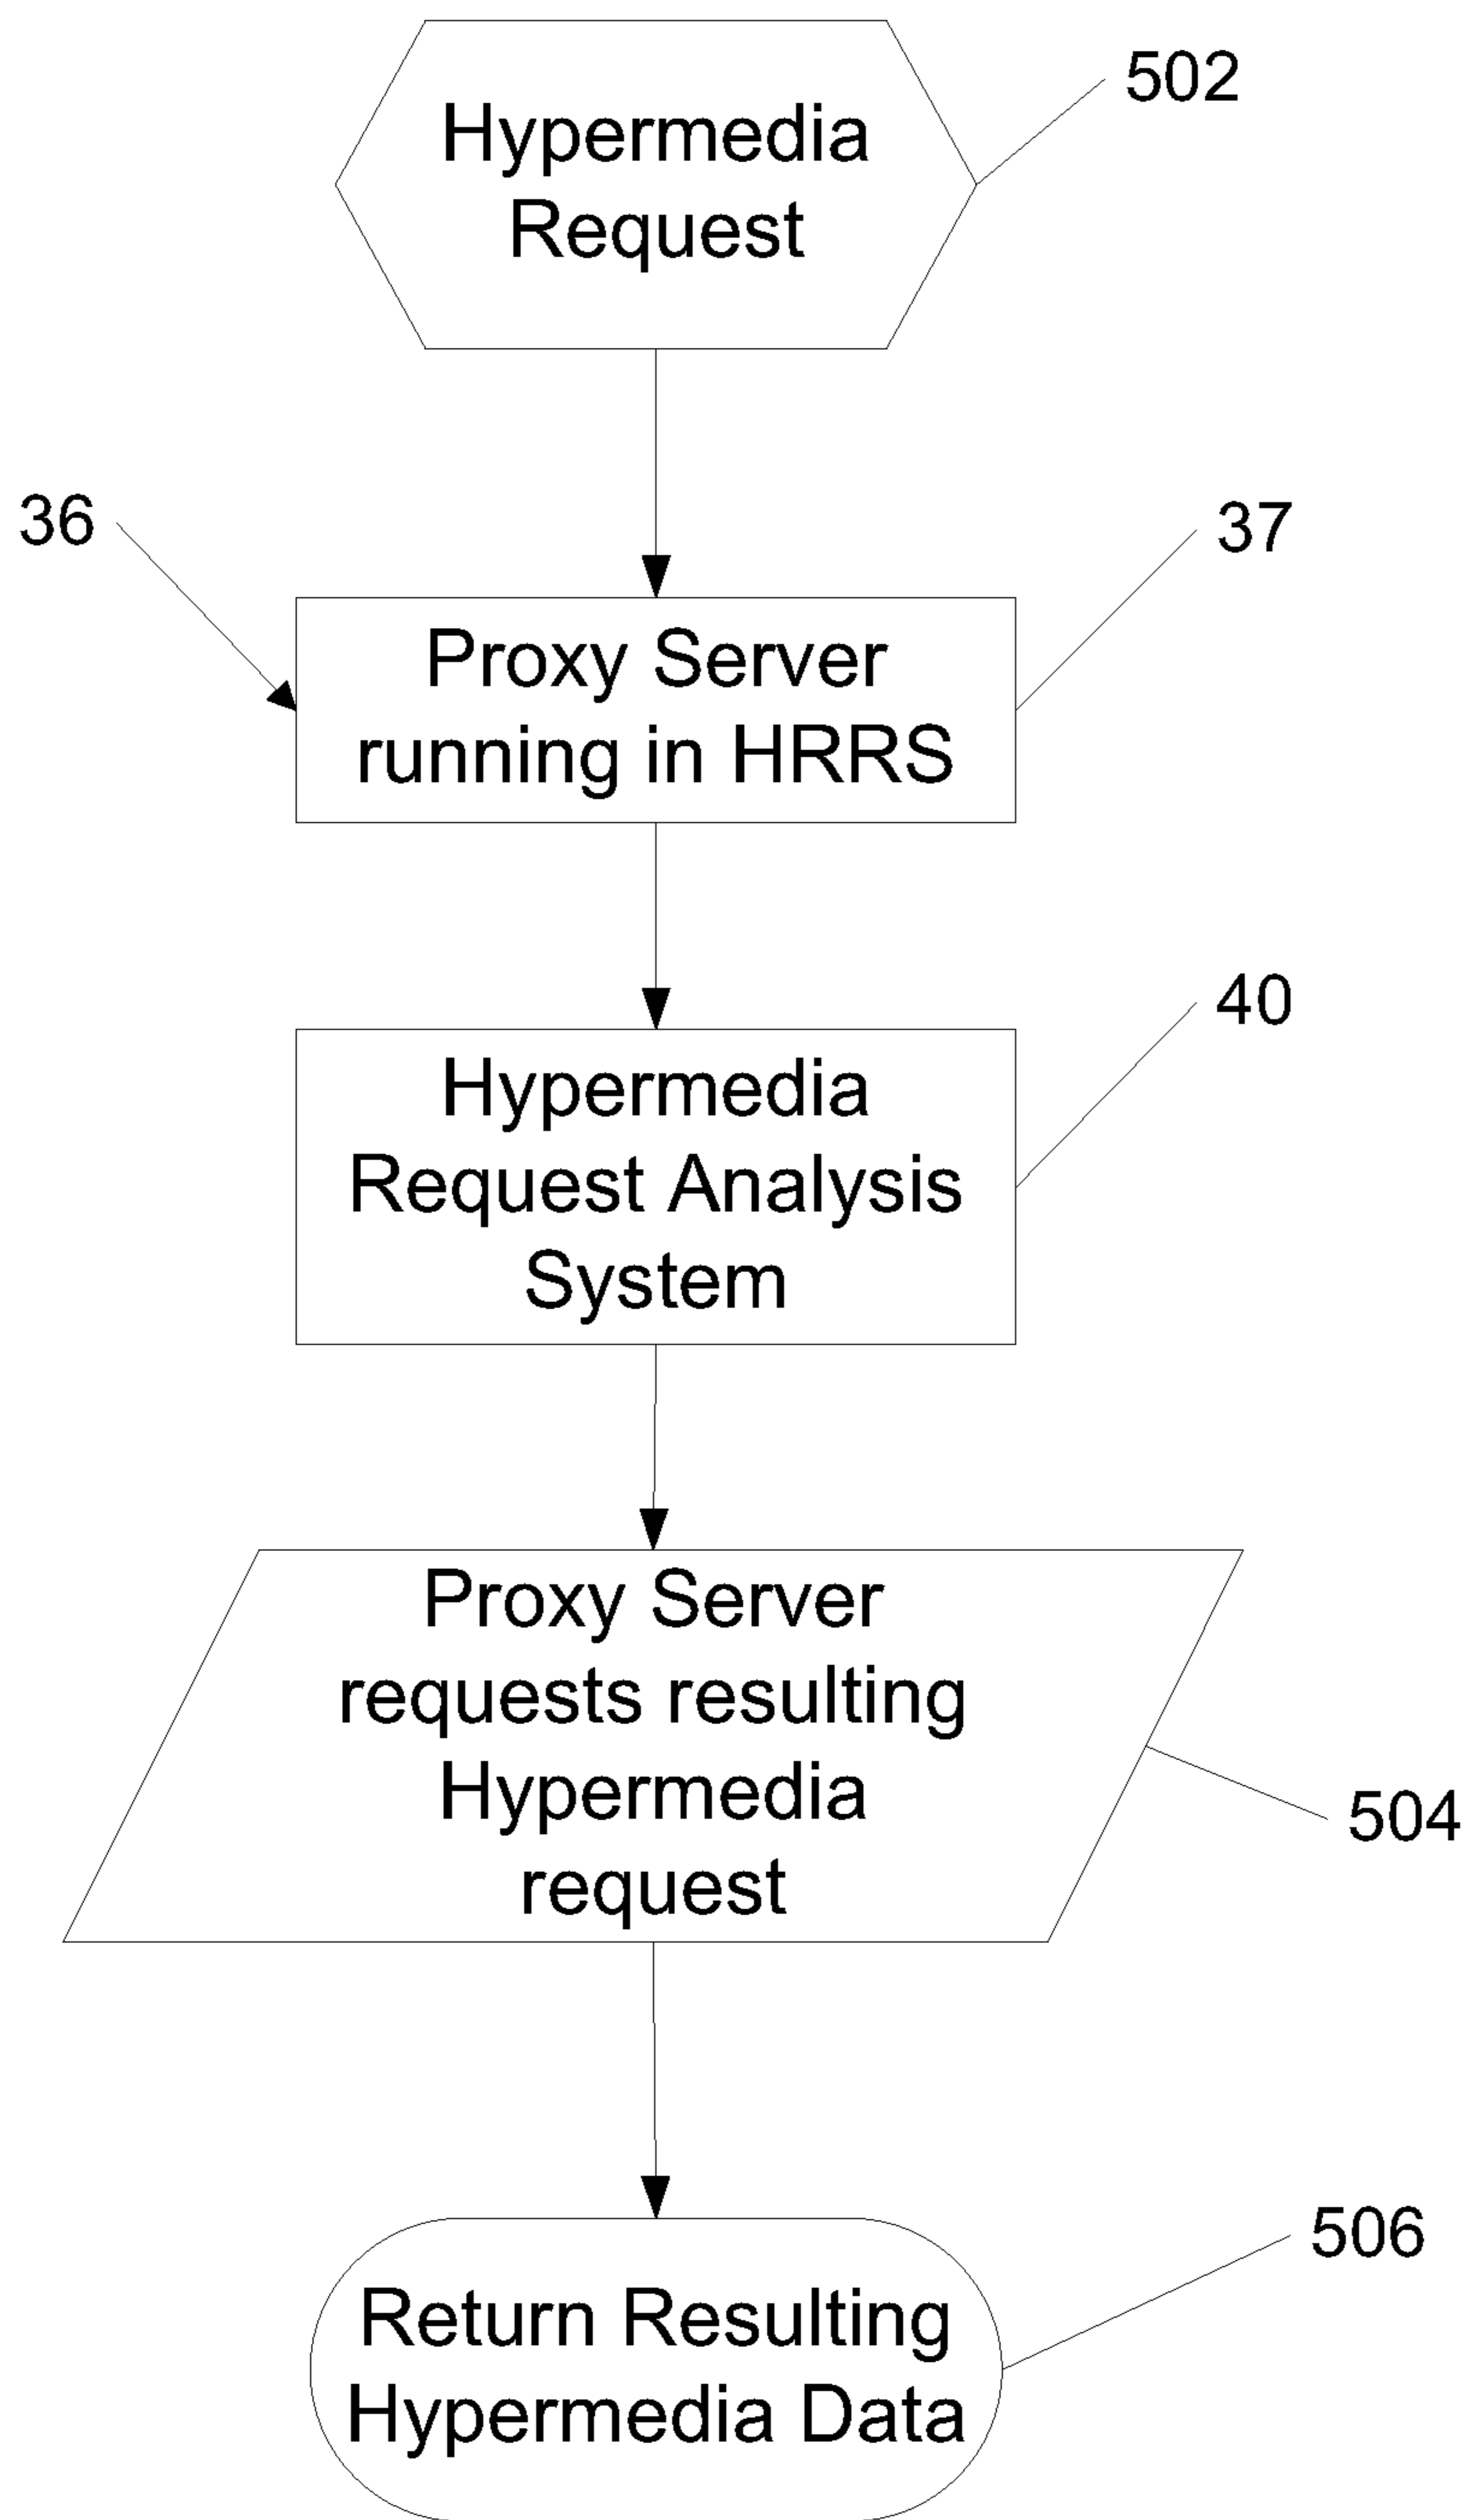 Hypermedia
Request
502
36
37
Proxy Server
running in HRRS
40
Hypermedia
Request Analysis
System
Proxy Server
requests resulting
Hypermedia
request
504
506
Return Resulting
Hypermedia Data